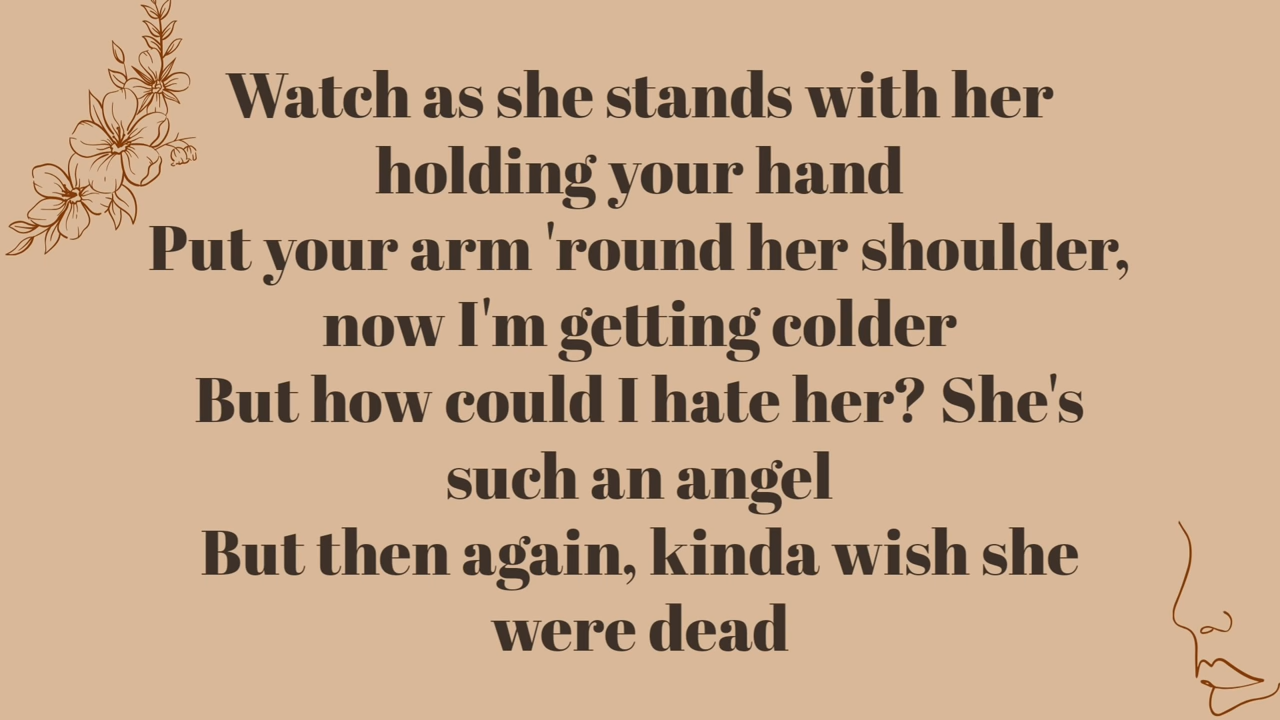 Watch as she stands with her
holding your hand
Put your arm 'round her shoulder,
now I'm getting colder
But how could I hate her? She's
such an angel
But then again, kinda wish she
were dead